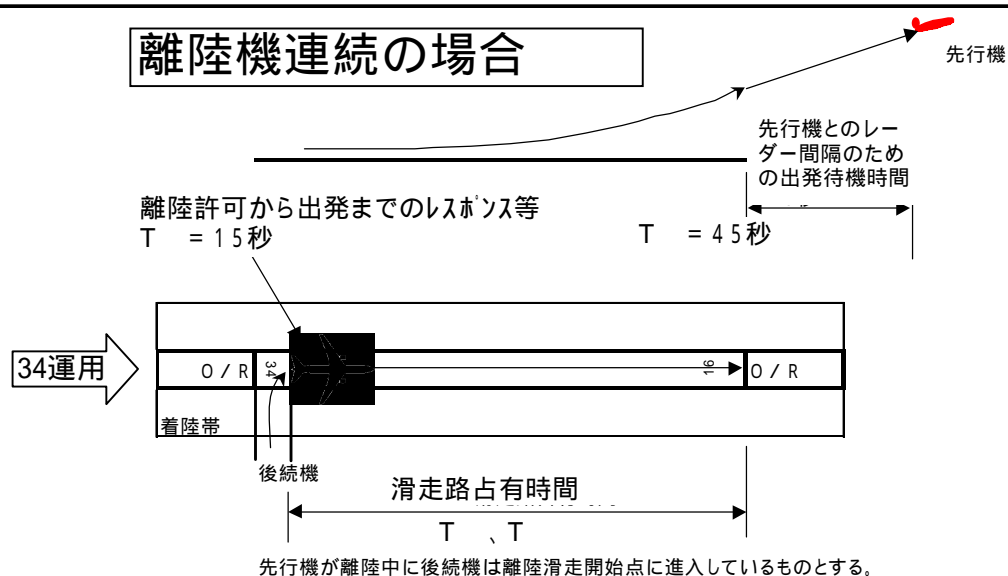 離陸機連続の場合
先行機
先行機とのレー
ダー間隔のため
の出発待機時間
離陸許可から出発までのﾚｽﾎﾟﾝｽ等
T = 15秒
T = 45秒
34運用
O / R
34
16
O / R
着陸帯
後続機
滑走路占有時間
T 、T
先行機が離陸中に後続機は離陸滑走開始点に進入しているものとする。